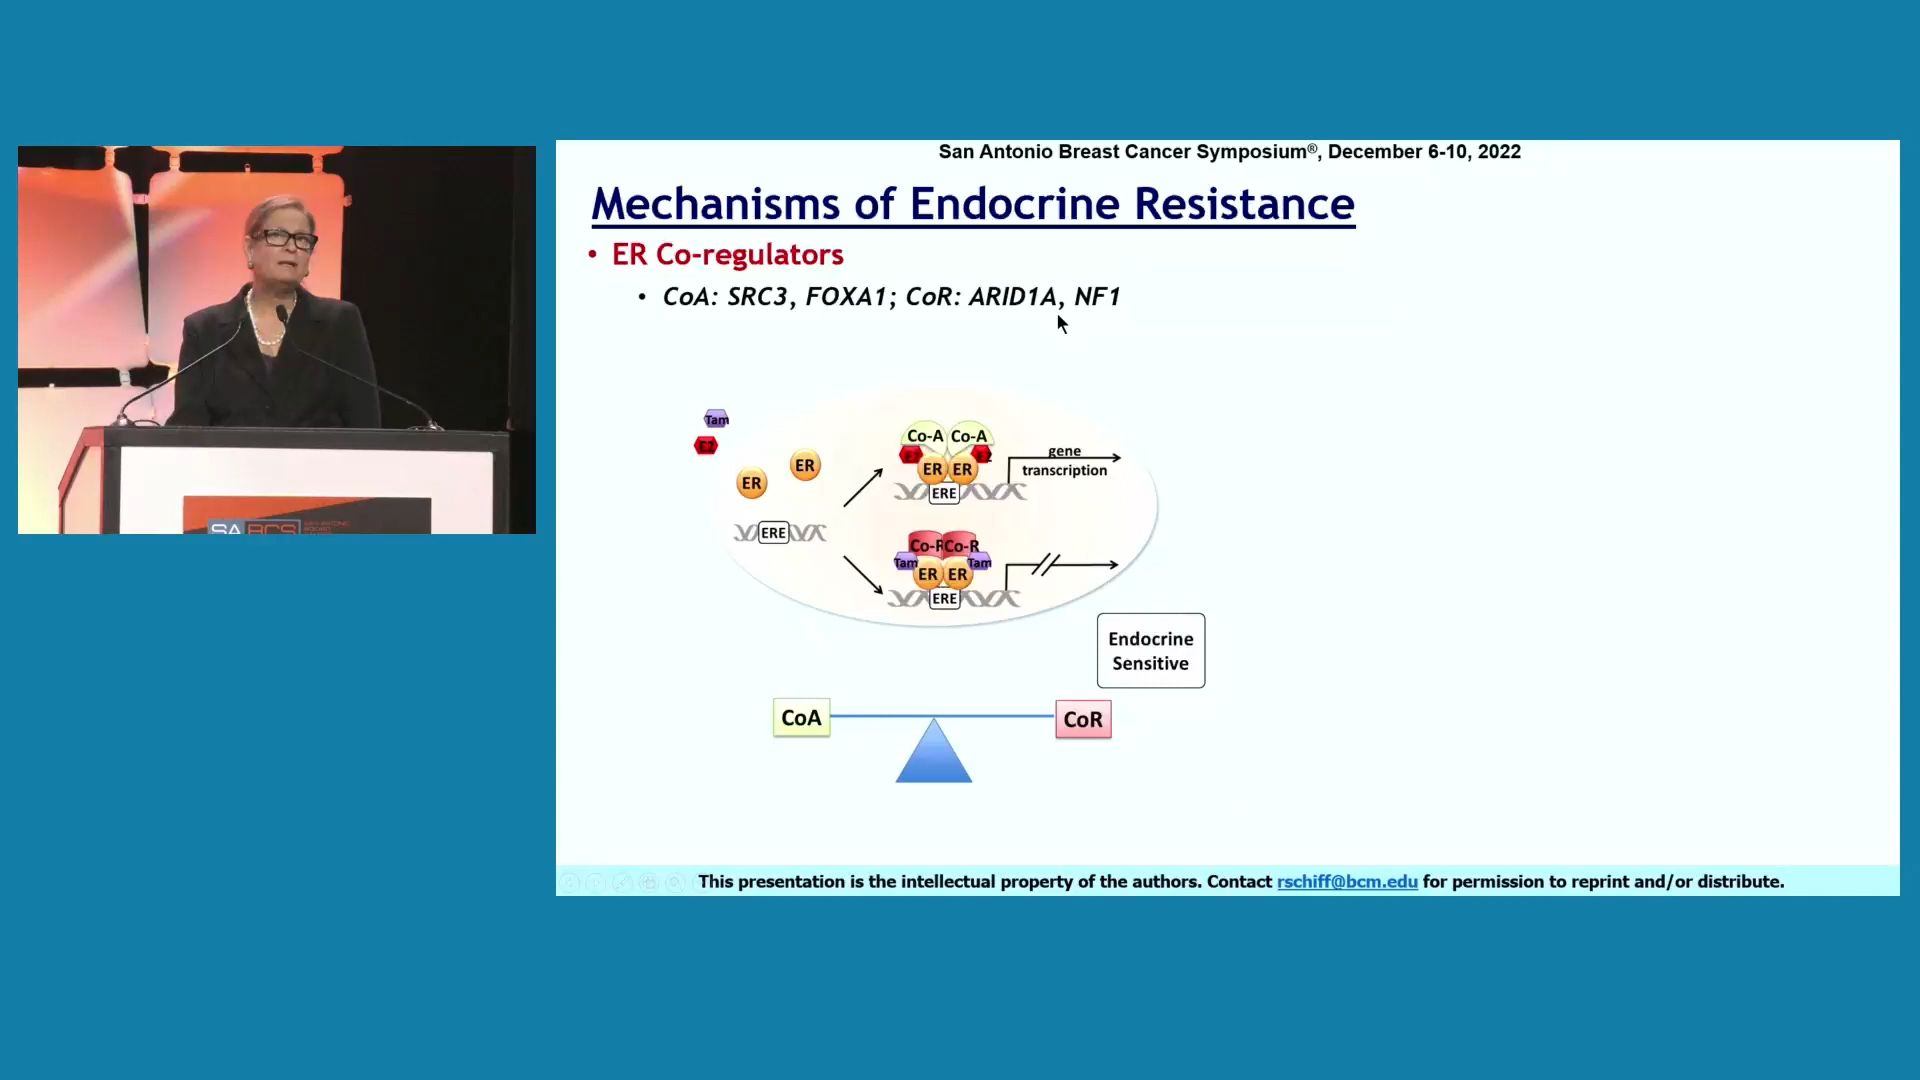 San Antonio Breast Cancer Symposium®, December 6-10, 2022
Mechanisms of Endocrine Resistance
• ER Co-regulators
• CoA: SRC3, FOXA1; CoR: ARID1A, NF1
Tam
E2
ER
ER
ERE
Co-A Co-A
E2 E2
ER ER
ERE
gene
transcription
Co-R Co-R
Tam Tam
ER ER
ERE
Endocrine
Sensitive
CoA
CoR
This presentation is the intellectual property of the authors. Contact rschiff@bcm.edu for permission to reprint and/or distribute.
SABCS